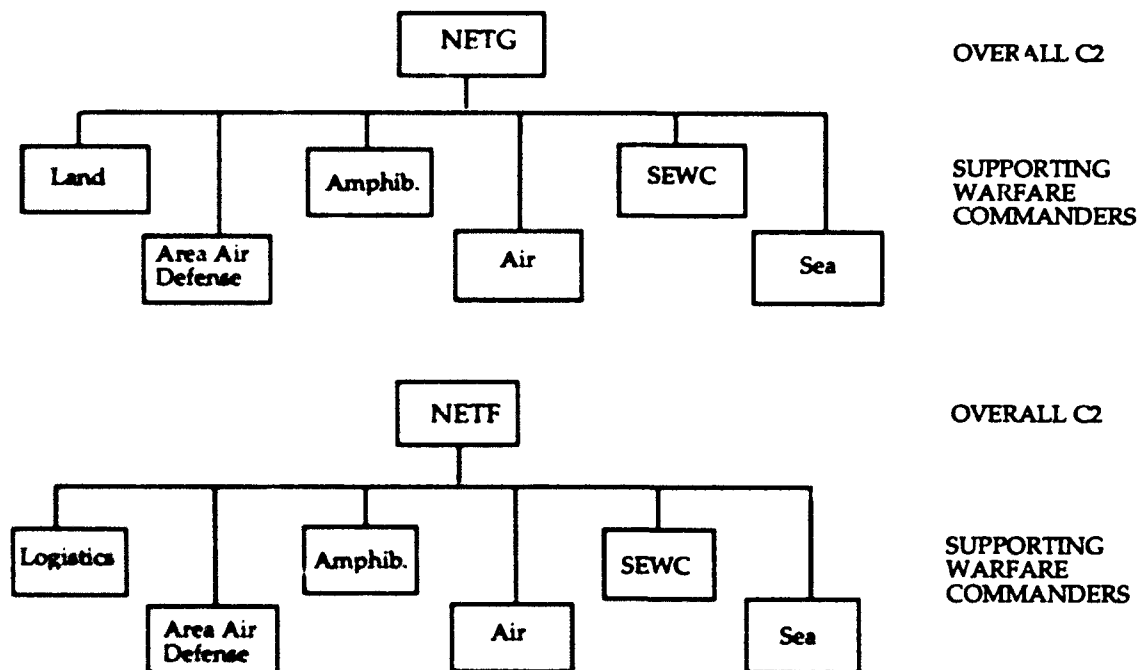 NETG
OVERALL C2
Land
Amphib.
SEWC
SUPPORTING
WARFARE
COMMANDERS
Area Air
Defense
Air
Sea
NETF
OVERALL C2
Logistics
Amphib.
SEWC
SUPPORTING
WARFARE
COMMANDERS
Area Air
Defense
Air
Sea